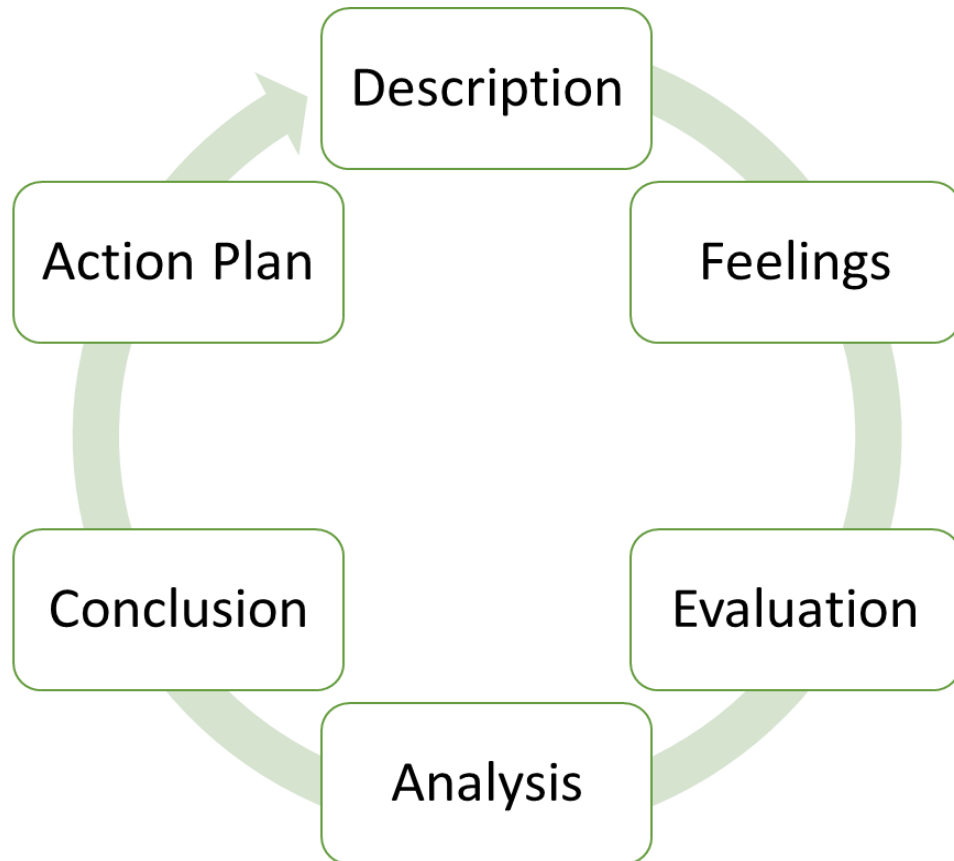 Description
Feelings
Evaluation
Analysis
Conclusion
Action Plan